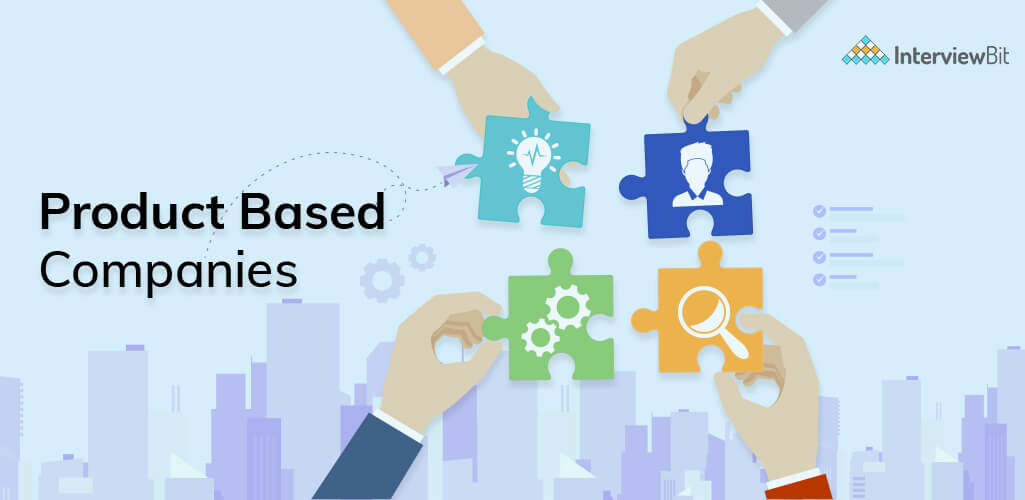 InterviewBit
Product Based
Companies